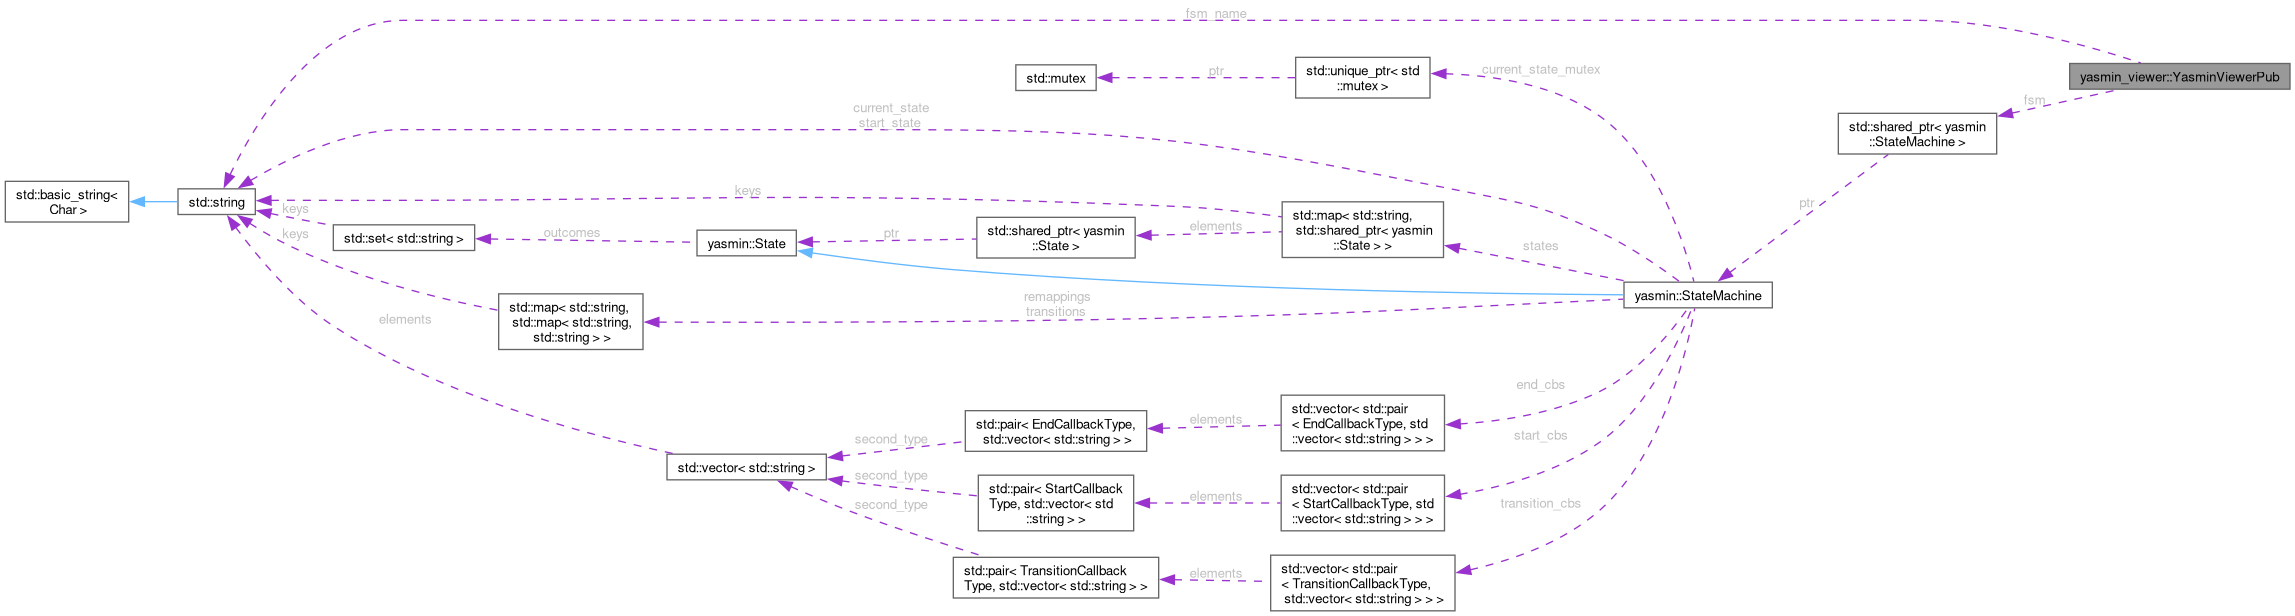 fsm_name
yasmin_viewer::YasminViewerPub
fsm
std::shared_ptr< yasmin
::StateMachine >
ptr
yasmin::StateMachine
current_state_mutex
std::unique_ptr< std
::mutex >
ptr
std::mutex
current_state
start_state
keys
std::map< std::string,
std::shared_ptr< yasmin
::State > >
states
elements
std::shared_ptr< yasmin
::State >
ptr
yasmin::State
outcomes
std::set< std::string >
keys
keys
std::string
std::basic_string<
Char >
remappings
transitions
std::map< std::string,
std::map< std::string,
std::string > >
elements
end_cbs
std::vector< std::pair
< EndCallbackType, std
::vector< std::string > > >
elements
std::pair< EndCallbackType,
std::vector< std::string > >
second_type
std::vector< std::string >
start_cbs
std::vector< std::pair
< StartCallbackType, std
::vector< std::string > > >
elements
std::pair< StartCallback
Type, std::vector< std
::string > >
second_type
transition_cbs
std::vector< std::pair
< TransitionCallbackType,
std::vector< std::string > > >
elements
std::pair< TransitionCallback
Type, std::vector< std::string > >
second_type